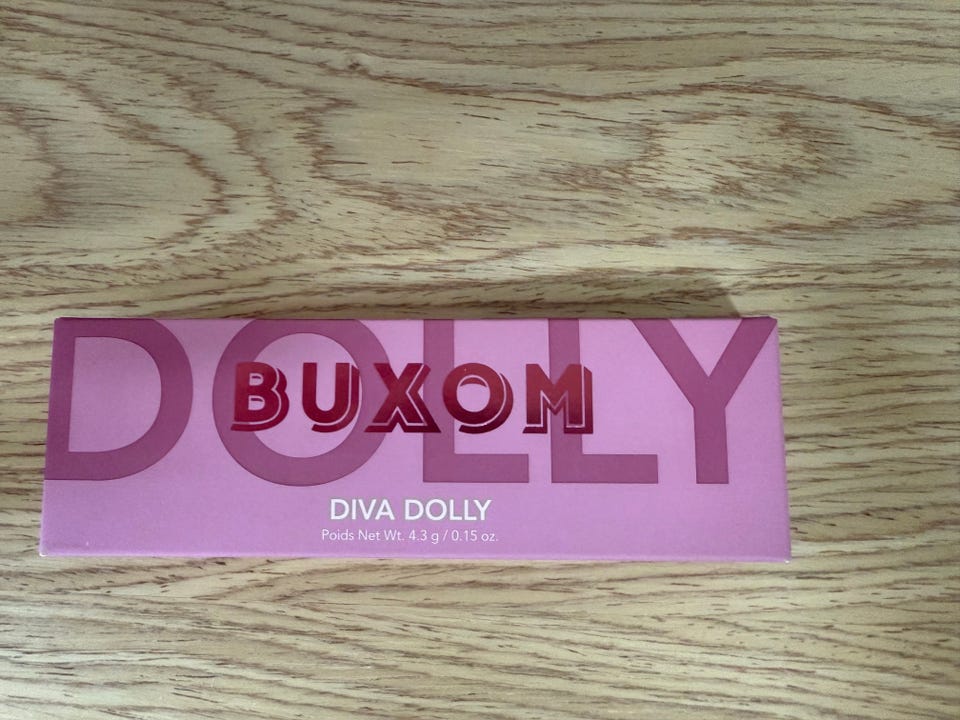 DOLLY
BUXOM
DIVA DOLLY
Poids Net Wt. 4.3 g / 0.15 oz.